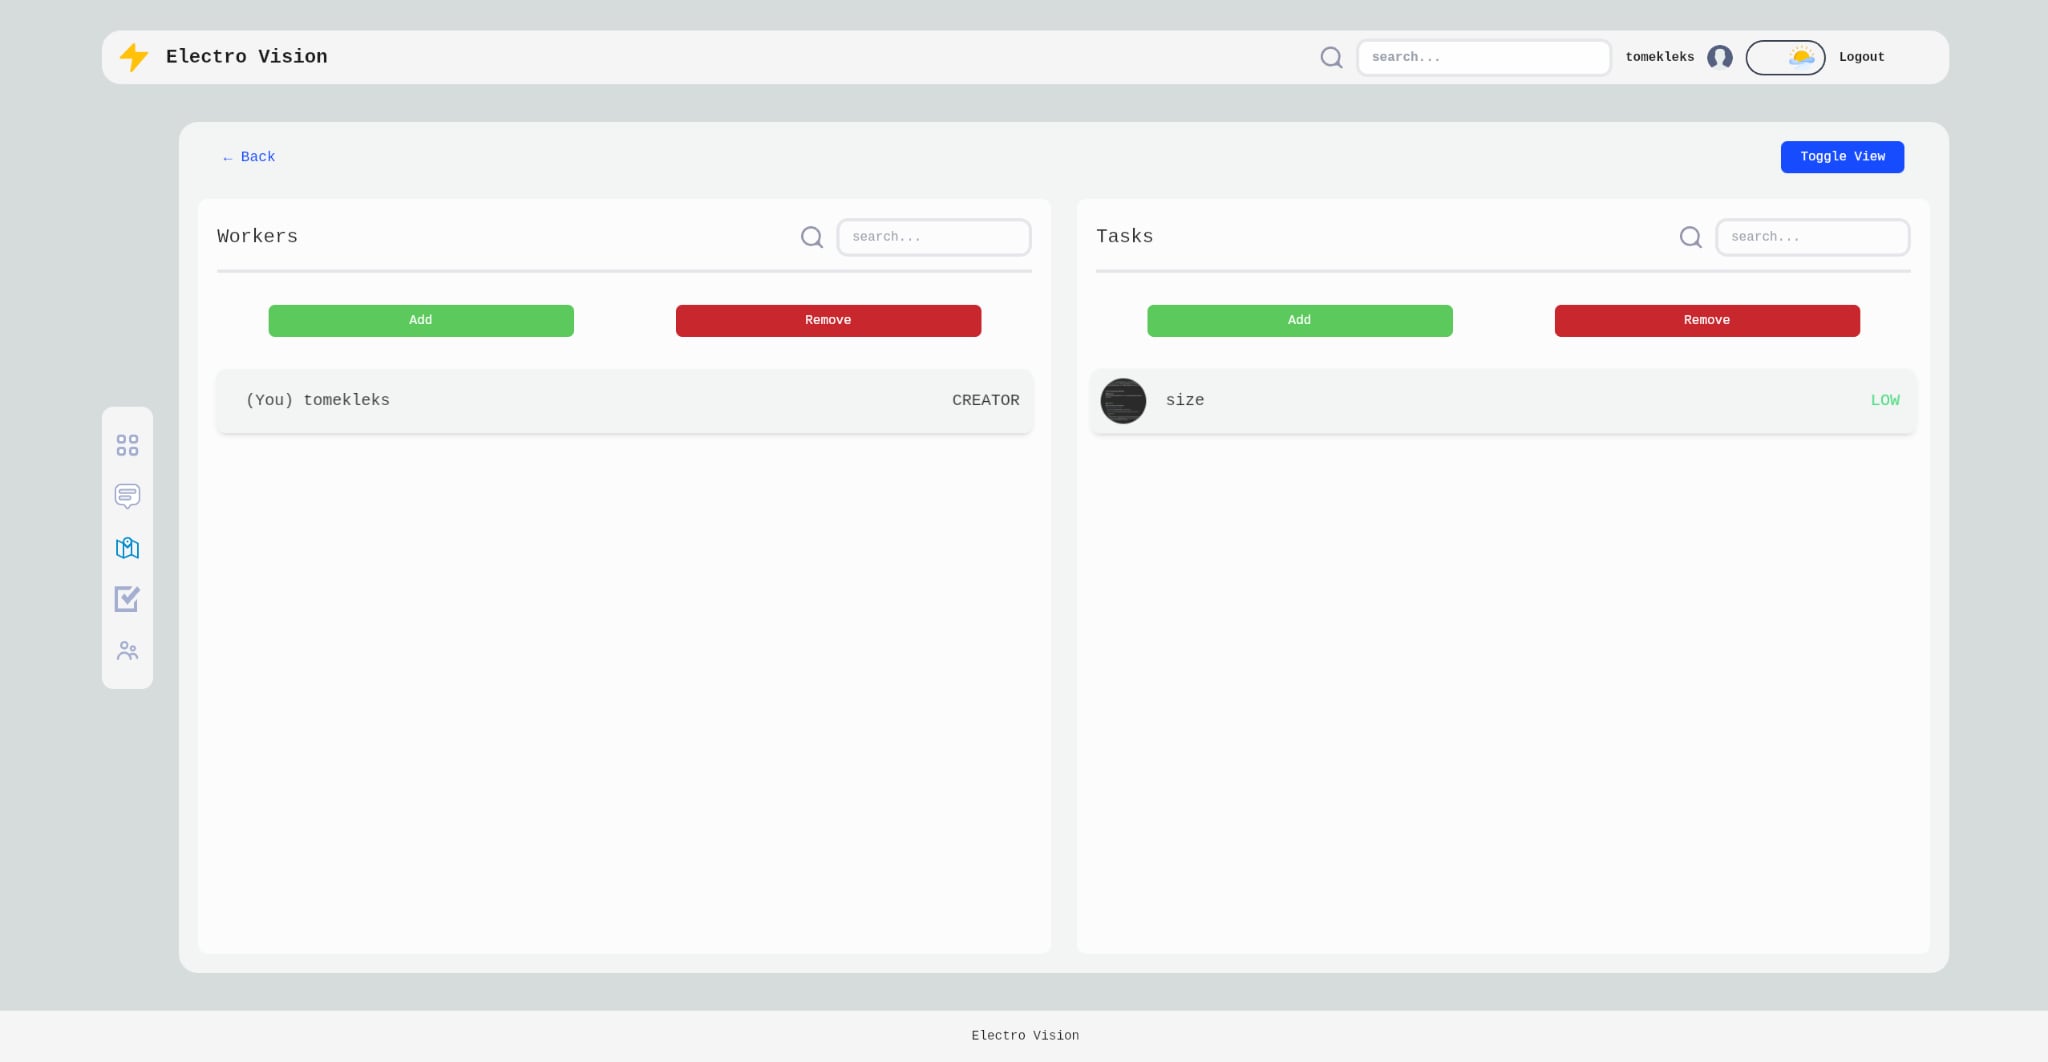 Electro Vision
search...
tomekleks
Logout
← Back
Toggle View
Workers
search...
Add
Remove
(You) tomekleks
CREATOR
Tasks
search...
Add
Remove
size
LOW
Electro Vision